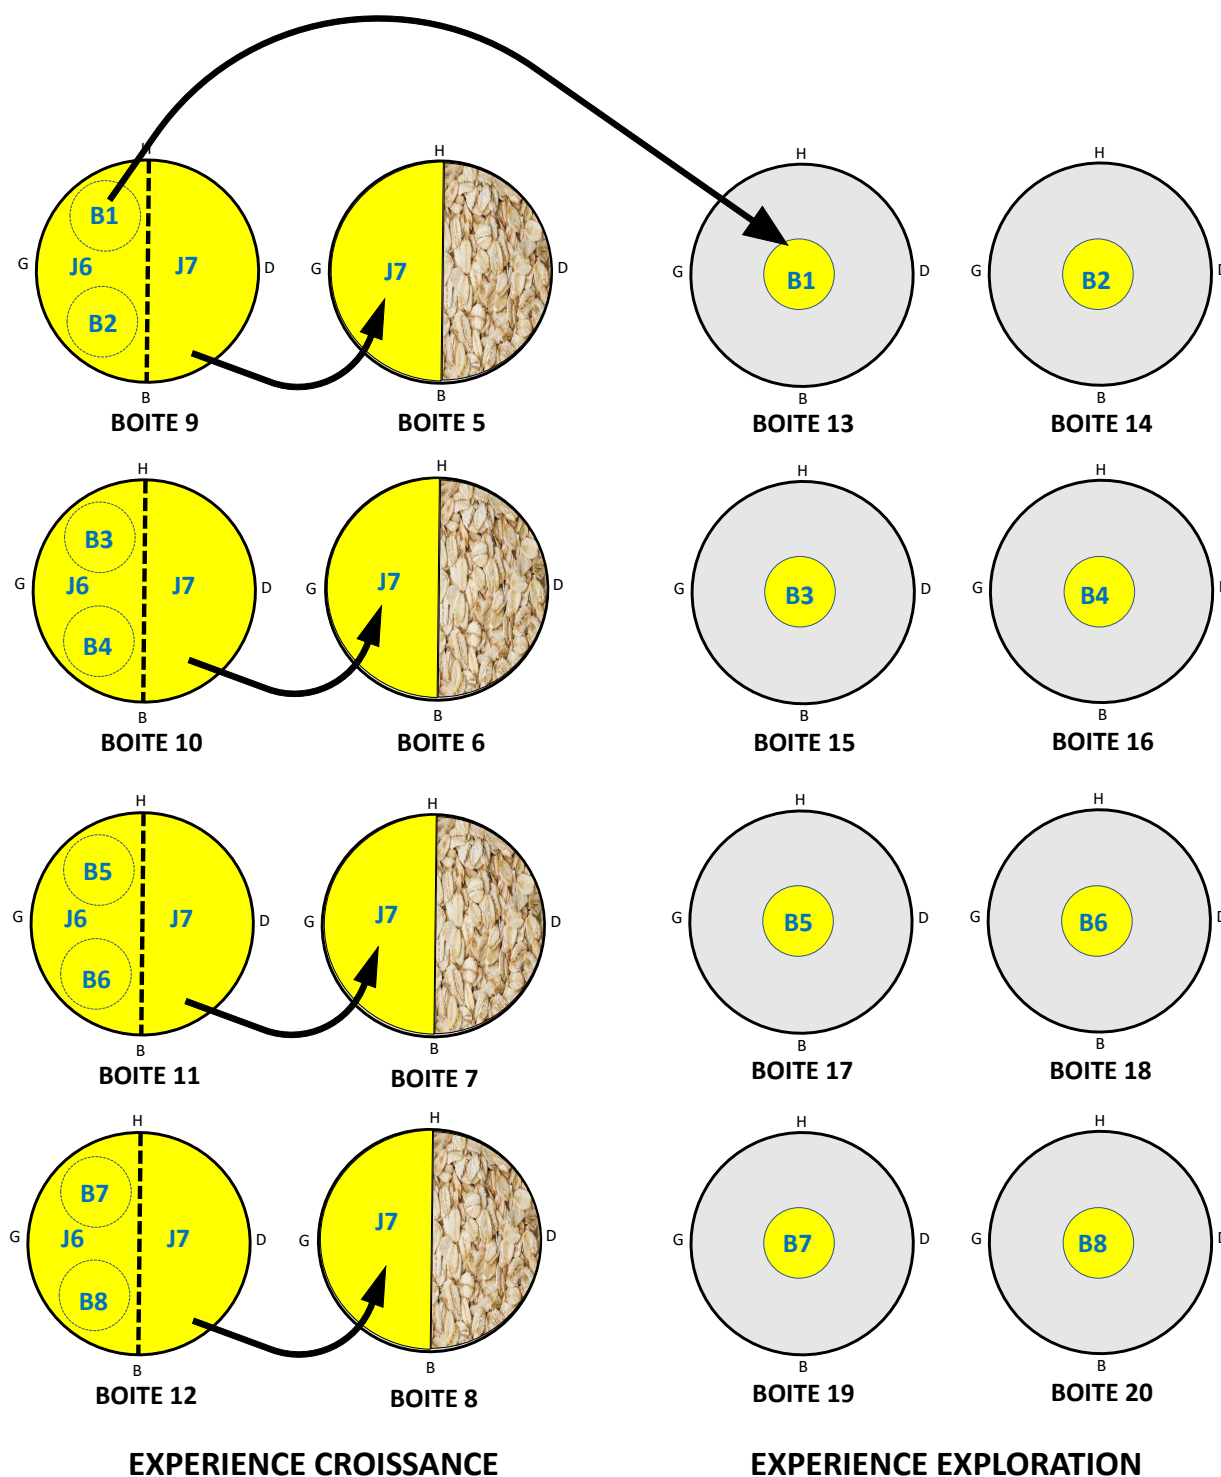 H H H H
B1
G J6 J7 D G J7 D G B1 D G B2 D
B2
B B B B
BOITE 9 BOITE 5 BOITE 13 BOITE 14
H H H H
B3
G J6 J7 D G J7 D G B3 D G B4 D
B4
B B B B
BOITE 10 BOITE 6 BOITE 15 BOITE 16
H H H H
B5
G J6 J7 D G J7 D G B5 D G B6 D
B6
B B B B
BOITE 11 BOITE 7 BOITE 17 BOITE 18
H H H H
B7
G J6 J7 D G J7 D G B7 D G B8 D
B8
B B B B
BOITE 12 BOITE 8 BOITE 19 BOITE 20
EXPERIENCE CROISSANCE EXPERIENCE EXPLORATION